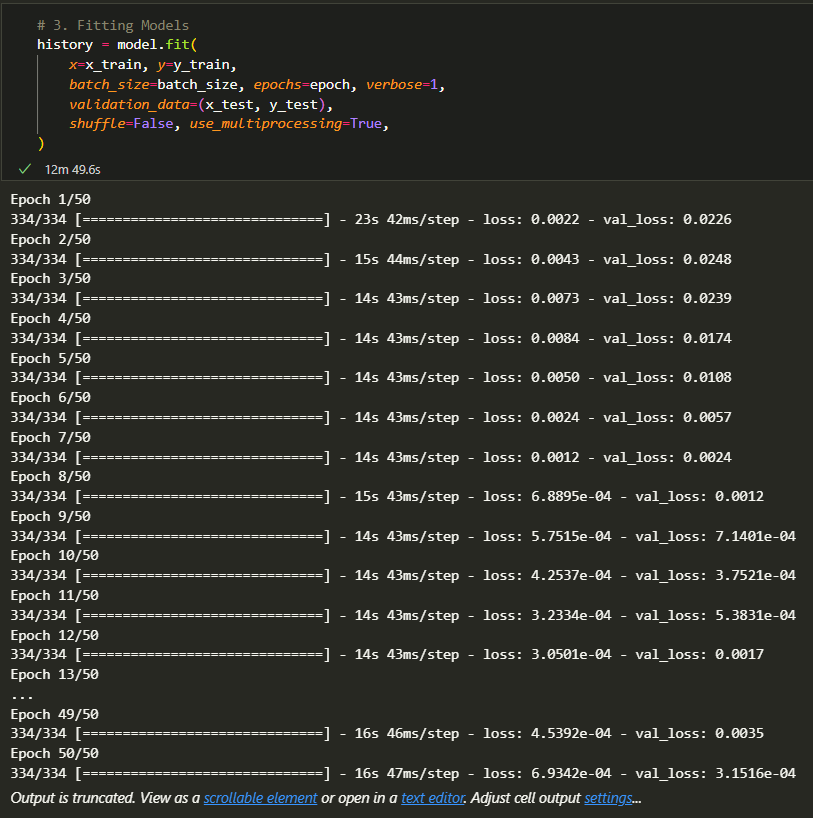 # 3. Fitting Models
history = model.fit(
x=x_train, y=y_train,
batch_size=batch_size, epochs=epoch, verbose=1,
validation_data=(x_test, y_test),
shuffle=False, use_multiprocessing=True,
)
✓ 12m 49.6s
Epoch 1/50
334/334 [==============================] - 23s 42ms/step - loss: 0.0022 - val_loss: 0.0226
Epoch 2/50
334/334 [==============================] - 15s 44ms/step - loss: 0.0043 - val_loss: 0.0248
Epoch 3/50
334/334 [==============================] - 14s 43ms/step - loss: 0.0073 - val_loss: 0.0239
Epoch 4/50
334/334 [==============================] - 14s 43ms/step - loss: 0.0084 - val_loss: 0.0174
Epoch 5/50
334/334 [==============================] - 14s 43ms/step - loss: 0.0050 - val_loss: 0.0108
Epoch 6/50
334/334 [==============================] - 14s 43ms/step - loss: 0.0024 - val_loss: 0.0057
Epoch 7/50
334/334 [==============================] - 14s 43ms/step - loss: 0.0012 - val_loss: 0.0024
Epoch 8/50
334/334 [==============================] - 15s 43ms/step - loss: 6.8895e-04 - val_loss: 0.0012
Epoch 9/50
334/334 [==============================] - 14s 43ms/step - loss: 5.7515e-04 - val_loss: 7.1401e-04
Epoch 10/50
334/334 [==============================] - 14s 43ms/step - loss: 4.2537e-04 - val_loss: 3.7521e-04
Epoch 11/50
334/334 [==============================] - 14s 43ms/step - loss: 3.2334e-04 - val_loss: 5.3831e-04
Epoch 12/50
334/334 [==============================] - 14s 43ms/step - loss: 3.0501e-04 - val_loss: 0.0017
Epoch 13/50
...
Epoch 49/50
334/334 [==============================] - 16s 46ms/step - loss: 4.5392e-04 - val_loss: 0.0035
Epoch 50/50
334/334 [==============================] - 16s 47ms/step - loss: 6.9342e-04 - val_loss: 3.1516e-04
Output is truncated. View as a scrollable element or open in a text editor. Adjust cell output settings...